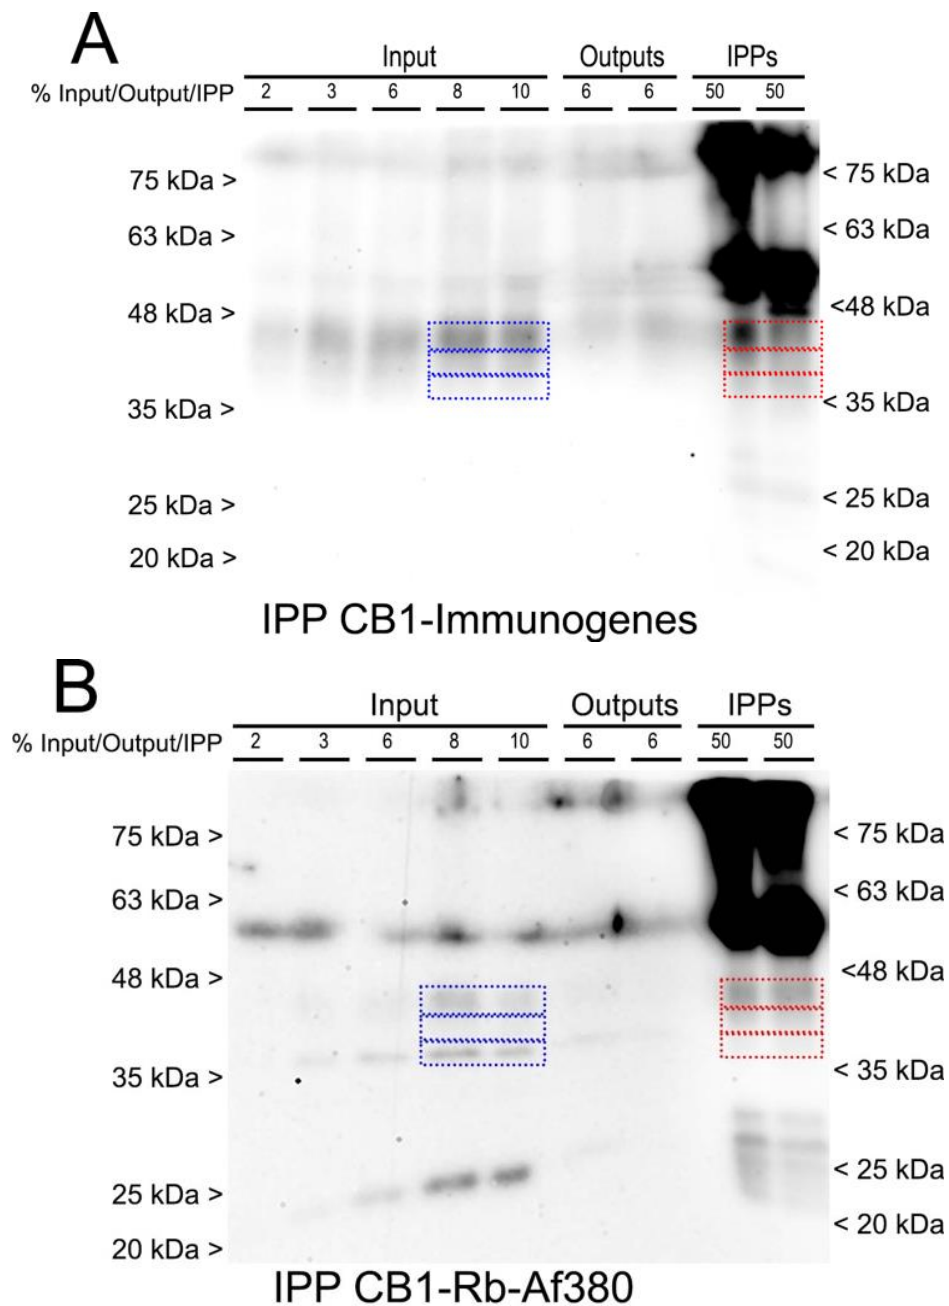 A
Input Outputs IPPs
% Input/Output/IPP 2 3 6 8 10 6 6 50 50
75 kDa > < 75 kDa
63 kDa > < 63 kDa
48 kDa > <48 kDa
35 kDa > < 35 kDa
25 kDa > < 25 kDa
20 kDa > < 20 kDa
IPP CB1-Immunogenes
B
Input Outputs IPPs
% Input/Output/IPP 2 3 6 8 10 6 6 50 50
75 kDa > < 75 kDa
63 kDa > < 63 kDa
48 kDa > <48 kDa
35 kDa > < 35 kDa
25 kDa > < 25 kDa
20 kDa > < 20 kDa
IPP CB1-Rb-Af380